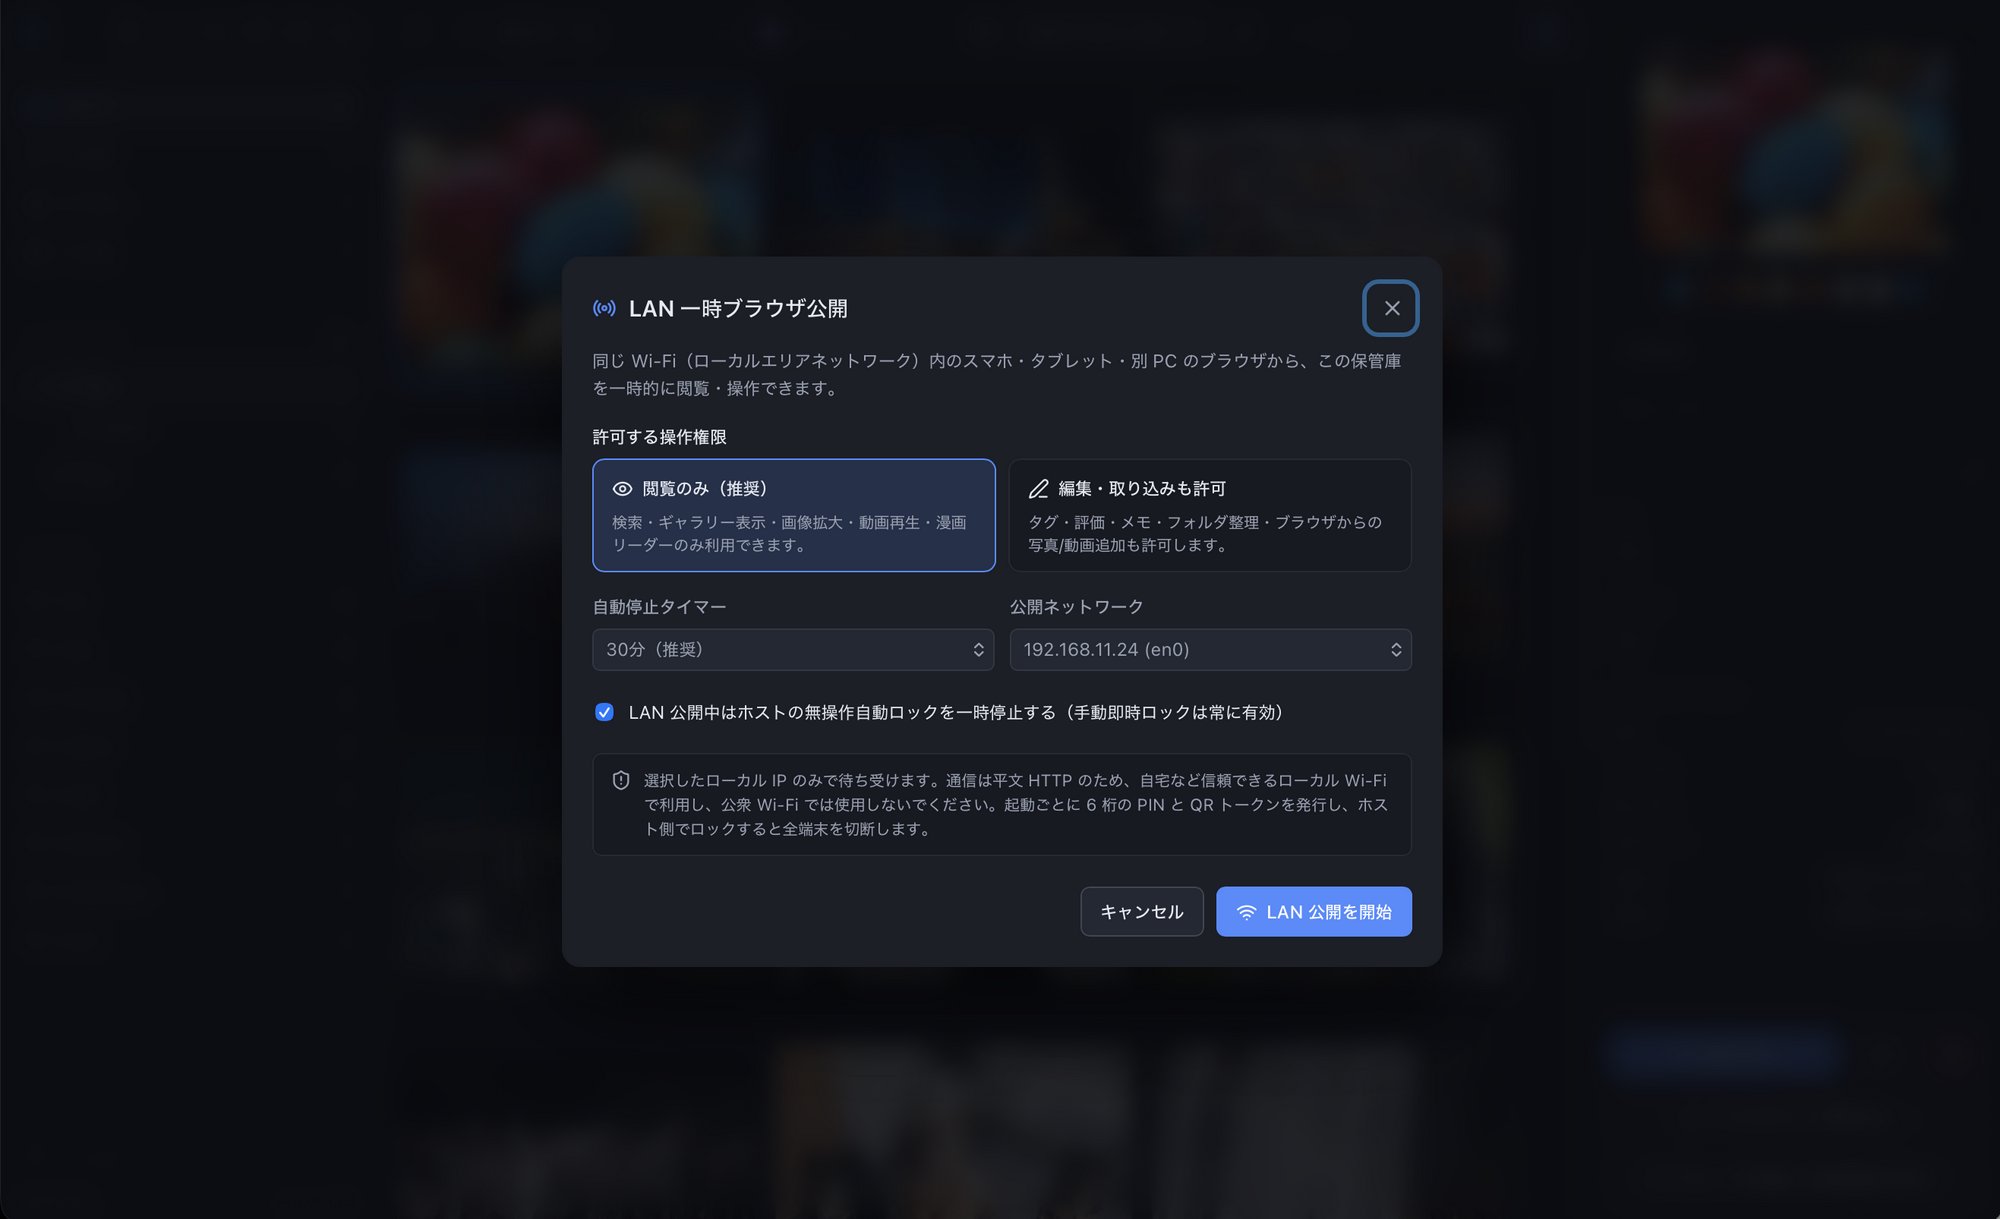 LAN 一時ブラウザ公開
同じ Wi-Fi（ローカルエリアネットワーク）内のスマホ・タブレット・別 PC のブラウザから、この保管庫
を一時的に閲覧・操作できます。
許可する操作権限
閲覧のみ（推奨）
検索・ギャラリー表示・画像拡大・動画再生・漫画
リーダーのみ利用できます。
編集・取り込みも許可
タグ・評価・メモ・フォルダ整理・ブラウザからの
写真/動画追加も許可します。
自動停止タイマー
30分（推奨）
公開ネットワーク
192.168.11.24 (en0)
LAN 公開中はホストの無操作自動ロックを一時停止する（手動即時ロックは常に有効）
選択したローカル IP のみで待ち受けます。通信は平文 HTTP のため、自宅など信頼できるローカル Wi-Fi
で利用し、公衆 Wi-Fi では使用しないでください。起動ごとに 6 桁の PIN と QR トークンを発行し、ホス
ト側でロックすると全端末を切断します。
キャンセル
LAN 公開を開始